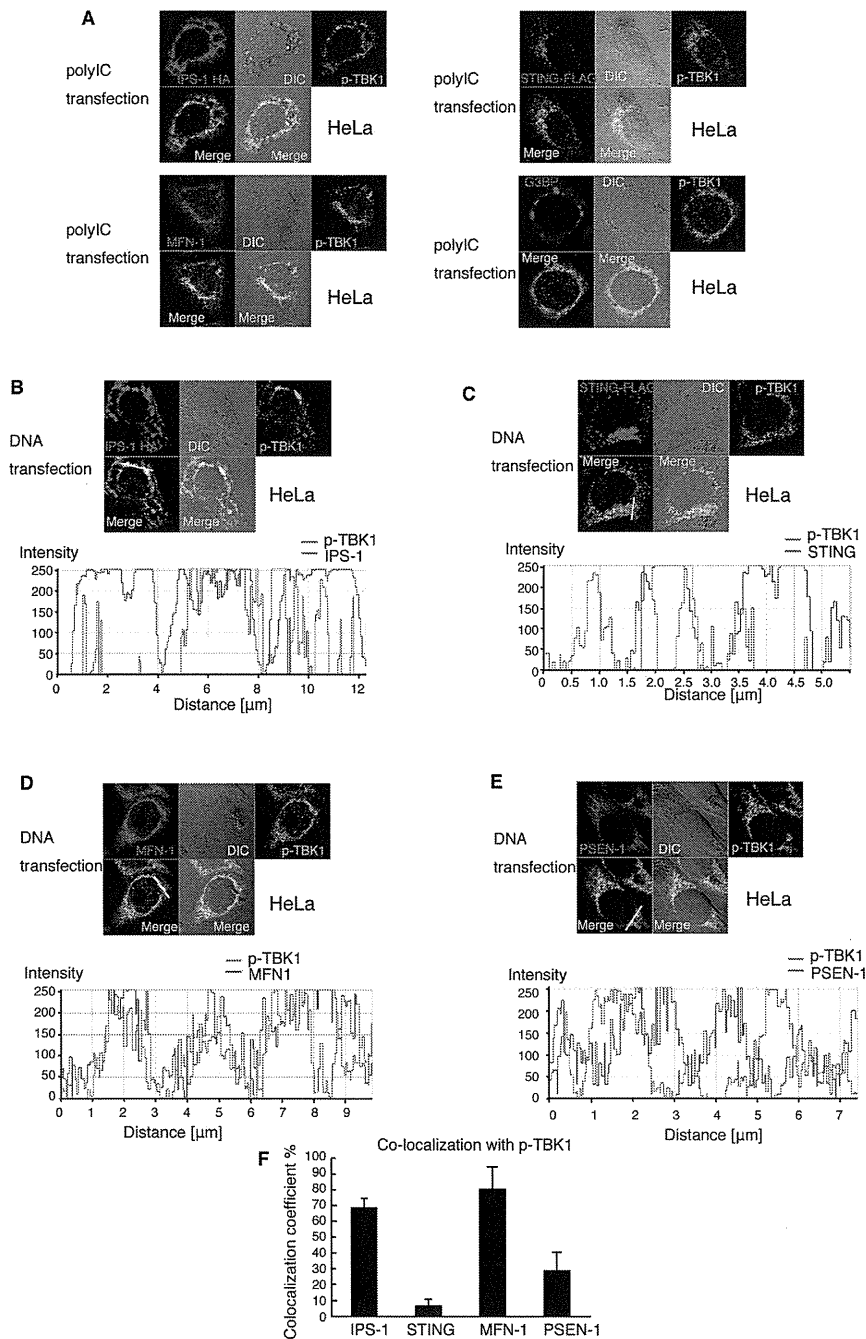 A
polyIC
transfection
IPS-1 HA
DIC
p-TBK1
Merge
Merge
HeLa
polyIC
transfection
STING-FLAG
DIC
p-TBK1
Merge
Merge
HeLa
polyIC
transfection
MFN-1
DIC
p-TBK1
Merge
Merge
HeLa
polyIC
transfection
G3BP
DIC
p-TBK1
Merge
HeLa
B
DNA
transfection
IPS-1 HA
DIC
p-TBK1
Merge
Merge
HeLa
Intensity
p-TBK1
IPS-1
250
200
150
100
50
0
0 2 4 6 8 10 12
Distance [µm]
C
DNA
transfection
STING-FLAG
DIC
p-TBK1
Merge
Merge
HeLa
Intensity
p-TBK1
STING
250
200
150
100
50
0
0 0.5 1.0 1.5 2.0 2.5 3.0 3.5 4.0 4.5 5.0
Distance [µm]
D
DNA
transfection
MFN-1
DIC
p-TBK1
Merge
Merge
HeLa
Intensity
p-TBK1
MFN1
250
200
150
100
50
0
0 1 2 3 4 5 6 7 8 9
Distance [µm]
E
DNA
transfection
PSEN-1
DIC
p-TBK1
Merge
Merge
HeLa
Intensity
p-TBK1
PSEN-1
250
200
150
100
50
0
0 1 2 3 4 5 6 7
Distance [µm]
F
Co-localization with p-TBK1
Colocalization coefficient %
100
90
80
70
60
50
40
30
20
10
0
IPS-1 STING MFN-1 PSEN-1